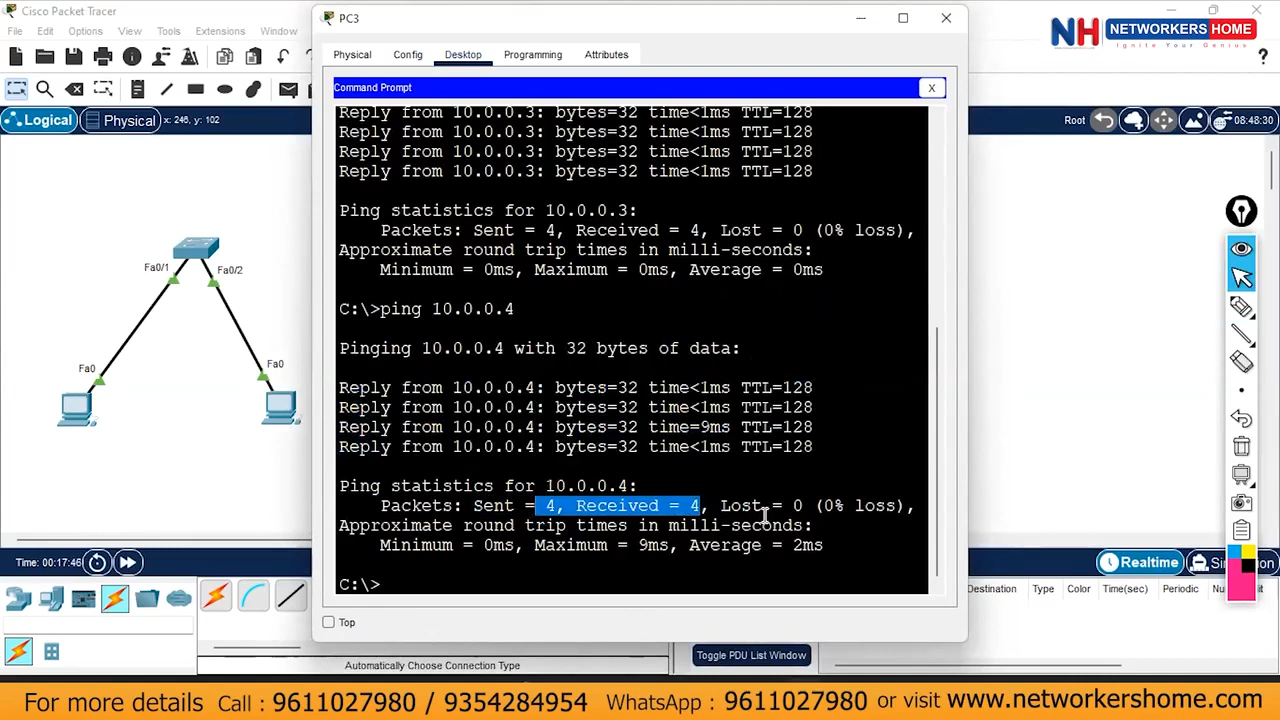 Cisco Packet Tracer
File Edit Options View Tools Extensions Window
Logical Physical x: 246, y: 102
Root 08:48:30
NH NETWORKERS HOME
Ignite Your Genius
PC3
Physical Config Desktop Programming Attributes
Command Prompt X
Reply from 10.0.0.3: bytes=32 time<1ms TTL=128
Reply from 10.0.0.3: bytes=32 time<1ms TTL=128
Reply from 10.0.0.3: bytes=32 time<1ms TTL=128
Reply from 10.0.0.3: bytes=32 time<1ms TTL=128
Ping statistics for 10.0.0.3:
Packets: Sent = 4, Received = 4, Lost = 0 (0% loss),
Approximate round trip times in milli-seconds:
Minimum = 0ms, Maximum = 0ms, Average = 0ms
C:\>ping 10.0.0.4
Pinging 10.0.0.4 with 32 bytes of data:
Reply from 10.0.0.4: bytes=32 time<1ms TTL=128
Reply from 10.0.0.4: bytes=32 time<1ms TTL=128
Reply from 10.0.0.4: bytes=32 time=9ms TTL=128
Reply from 10.0.0.4: bytes=32 time<1ms TTL=128
Ping statistics for 10.0.0.4:
Packets: Sent = 4, Received = 4, Lost = 0 (0% loss),
Approximate round trip times in milli-seconds:
Minimum = 0ms, Maximum = 9ms, Average = 2ms
C:\>
Top
Fa0/1 Fa0/2
Fa0 Fa0
Time: 00:17:46
Realtime
Destination Type Color Time(sec) Periodic
Automatically Choose Connection Type
Toggle PDU List Window
For more details Call : 9611027980 / 9354284954 WhatsApp : 9611027980 or visit www.networkershome.com